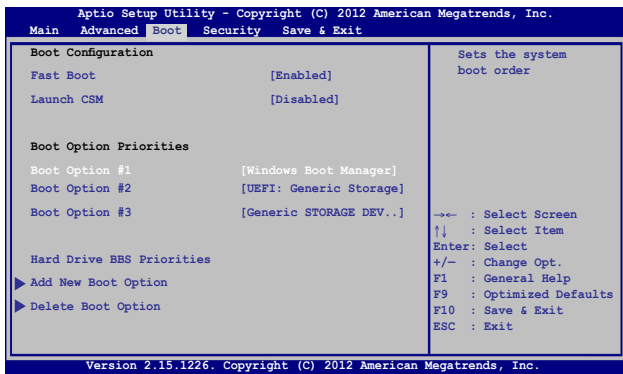 Aptio Setup Utility - Copyright (C) 2012 American Megatrends, Inc.
Main Advanced Boot Security Save & Exit
Boot Configuration
Fast Boot [Enabled]
Launch CSM [Disabled]
Boot Option Priorities
Boot Option #1 [Windows Boot Manager]
Boot Option #2 [UEFI: Generic Storage]
Boot Option #3 [Generic STORAGE DEV..]
Hard Drive BBS Priorities
Add New Boot Option
Delete Boot Option
Sets the system
boot order
→← : Select Screen
↑↓ : Select Item
Enter: Select
+/— : Change Opt.
F1 : General Help
F9 : Optimized Defaults
F10 : Save & Exit
ESC : Exit
Version 2.15.1226. Copyright (C) 2012 American Megatrends, Inc.